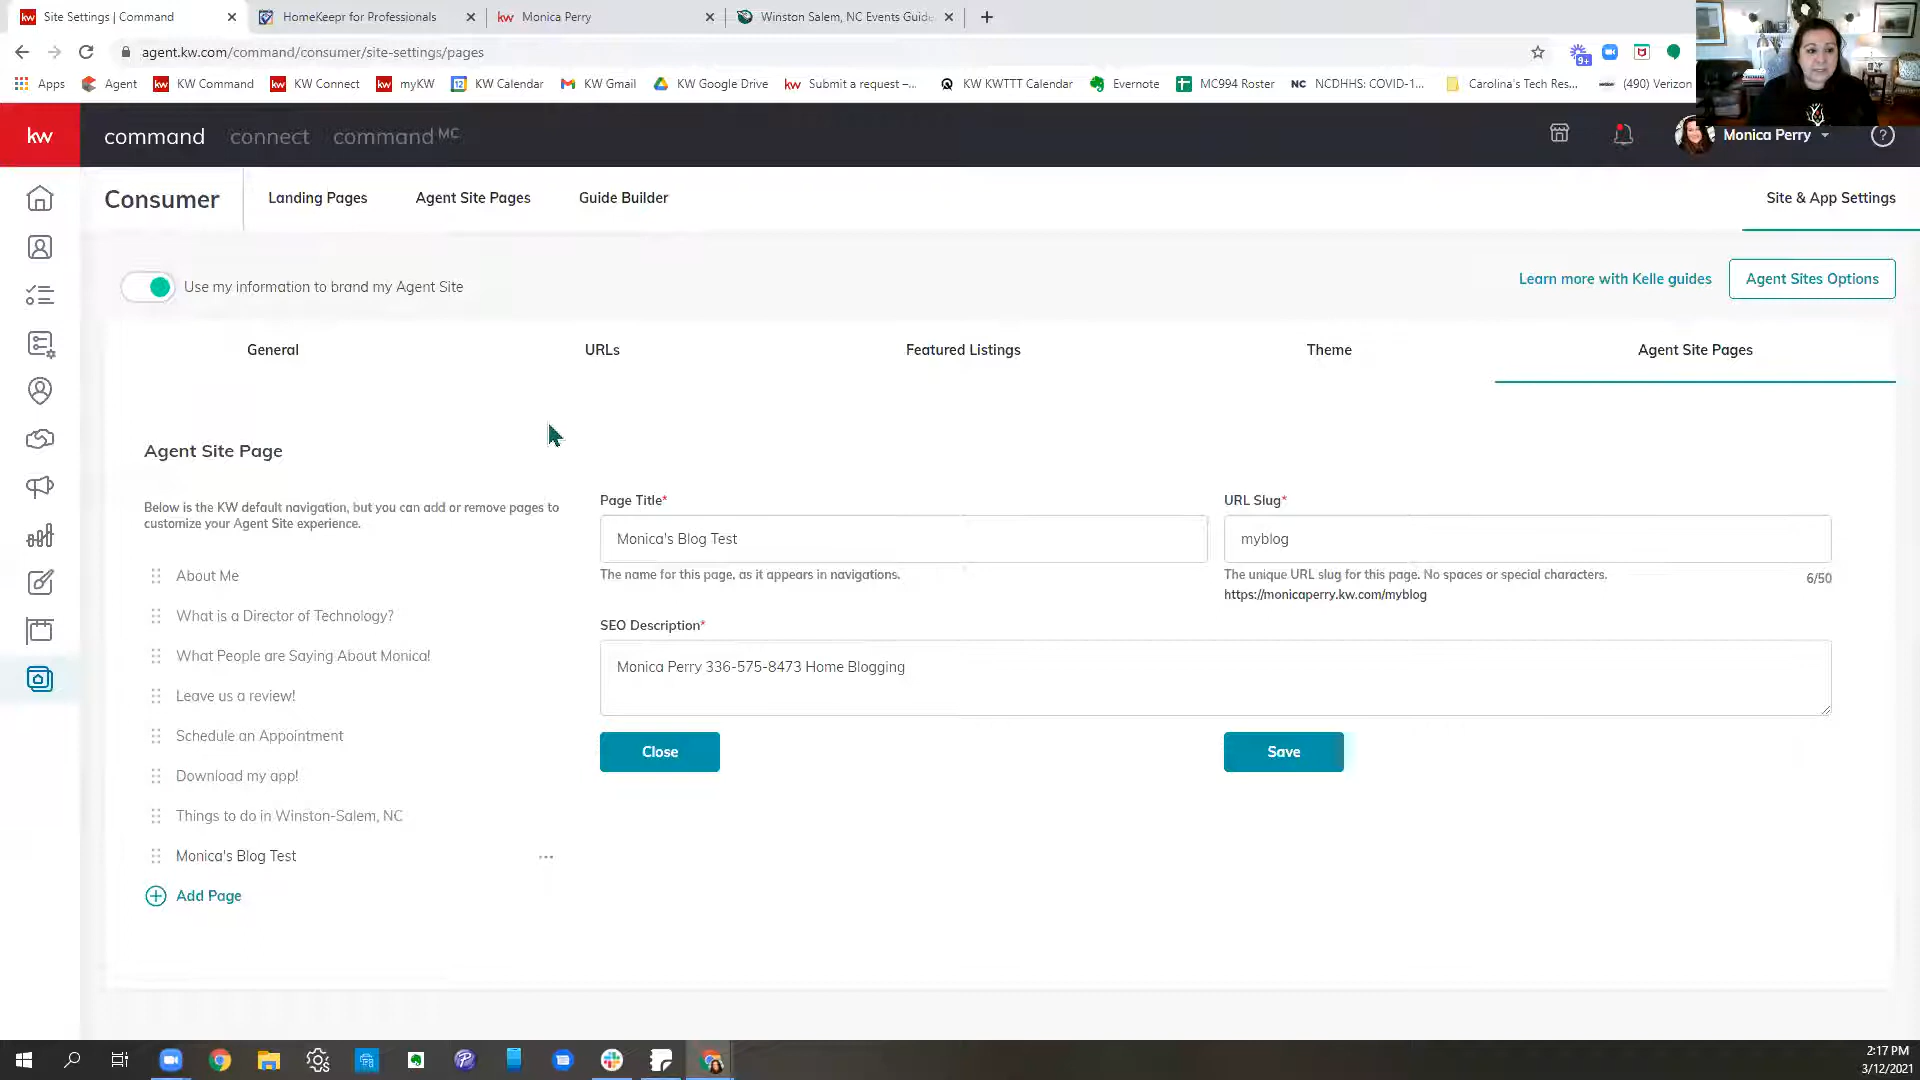 Site Settings | Command
HomeKeepr for Professionals
kw Monica Perry
Winston Salem, NC Events Guide
agent.kw.com/command/consumer/site-settings/pages
9+
Apps
Agent
kw KW Command
kw KW Connect
kw myKW
12 KW Calendar
KW Gmail
KW Google Drive
kw Submit a request –...
KW KWTTT Calendar
Evernote
MC994 Roster
NC NCDHHS: COVID-1...
Carolina's Tech Res...
(490) Verizon
kw
command
connect
command MC
Monica Perry
?
Consumer
Landing Pages
Agent Site Pages
Guide Builder
Site & App Settings
Use my information to brand my Agent Site
Learn more with Kelle guides
Agent Sites Options
General
URLs
Featured Listings
Theme
Agent Site Pages
Agent Site Page
Below is the KW default navigation, but you can add or remove pages to
customize your Agent Site experience.
About Me
What is a Director of Technology?
What People are Saying About Monica!
Leave us a review!
Schedule an Appointment
Download my app!
Things to do in Winston-Salem, NC
Monica's Blog Test
Add Page
Page Title*
Monica's Blog Test
The name for this page, as it appears in navigations.
URL Slug*
myblog
The unique URL slug for this page. No spaces or special characters.
6/50
https://monicaperry.kw.com/myblog
SEO Description*
Monica Perry 336-575-8473 Home Blogging
Close
Save
2:17 PM
3/12/2021